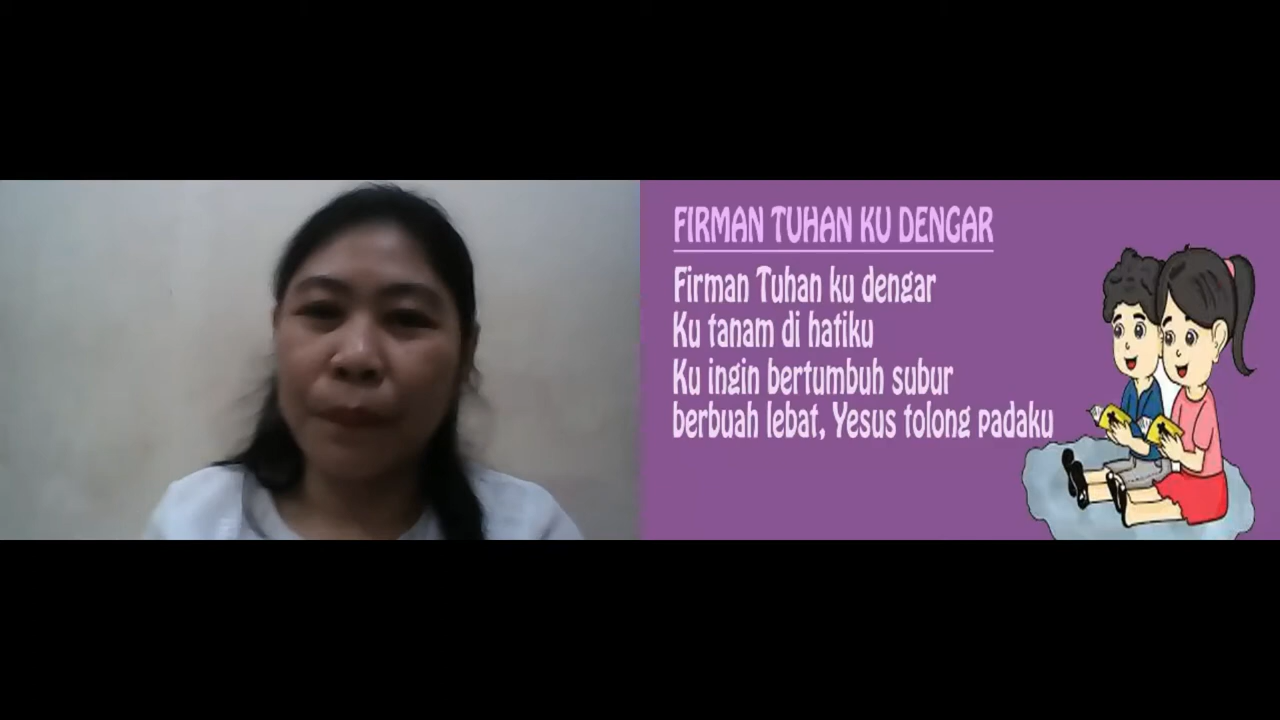 FIRMAN TUHAN KU DENGAR
Firman Tuhan ku dengar
Ku tanam di hatiku
Ku ingin bertumbuh subur
berbuah lebat, Yesus tolong padaku